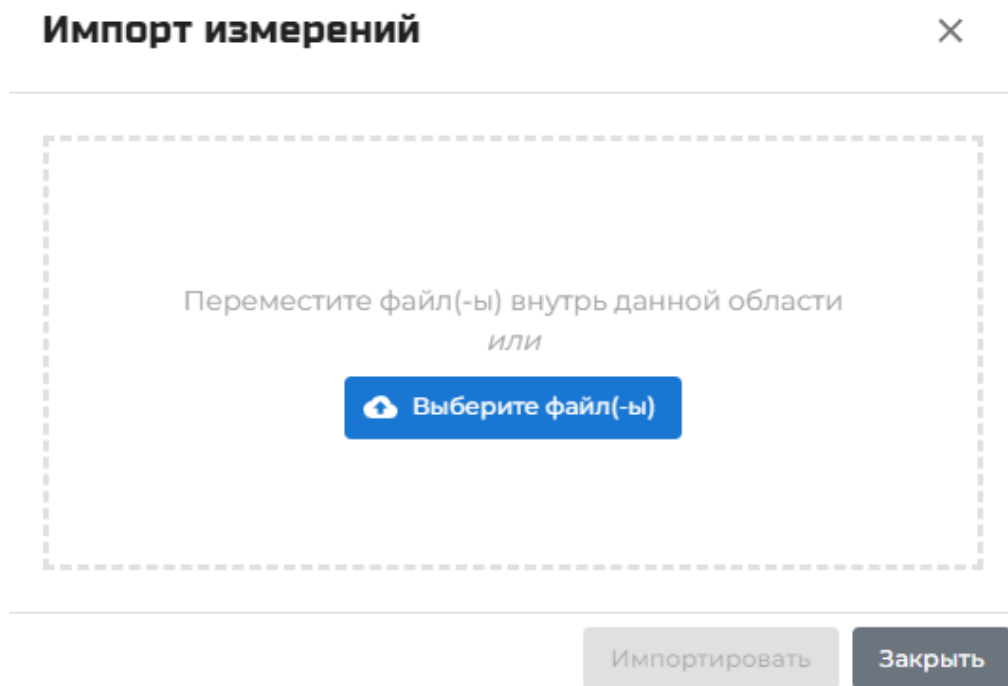 Импорт измерений
Переместите файл(-ы) внутрь данной области
или
Выберите файл(-ы)
Импортировать
Закрыть